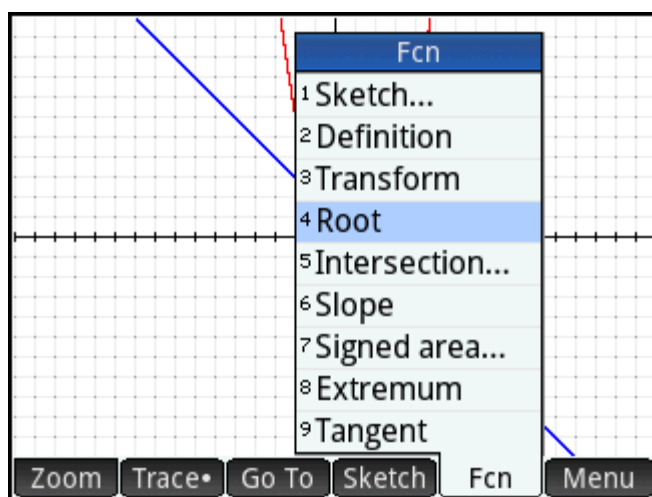 Fcn
1 Sketch...
2 Definition
3 Transform
4 Root
5 Intersection...
6 Slope
7 Signed area...
8 Extremum
9 Tangent
Zoom Trace• Go To Sketch Fcn Menu